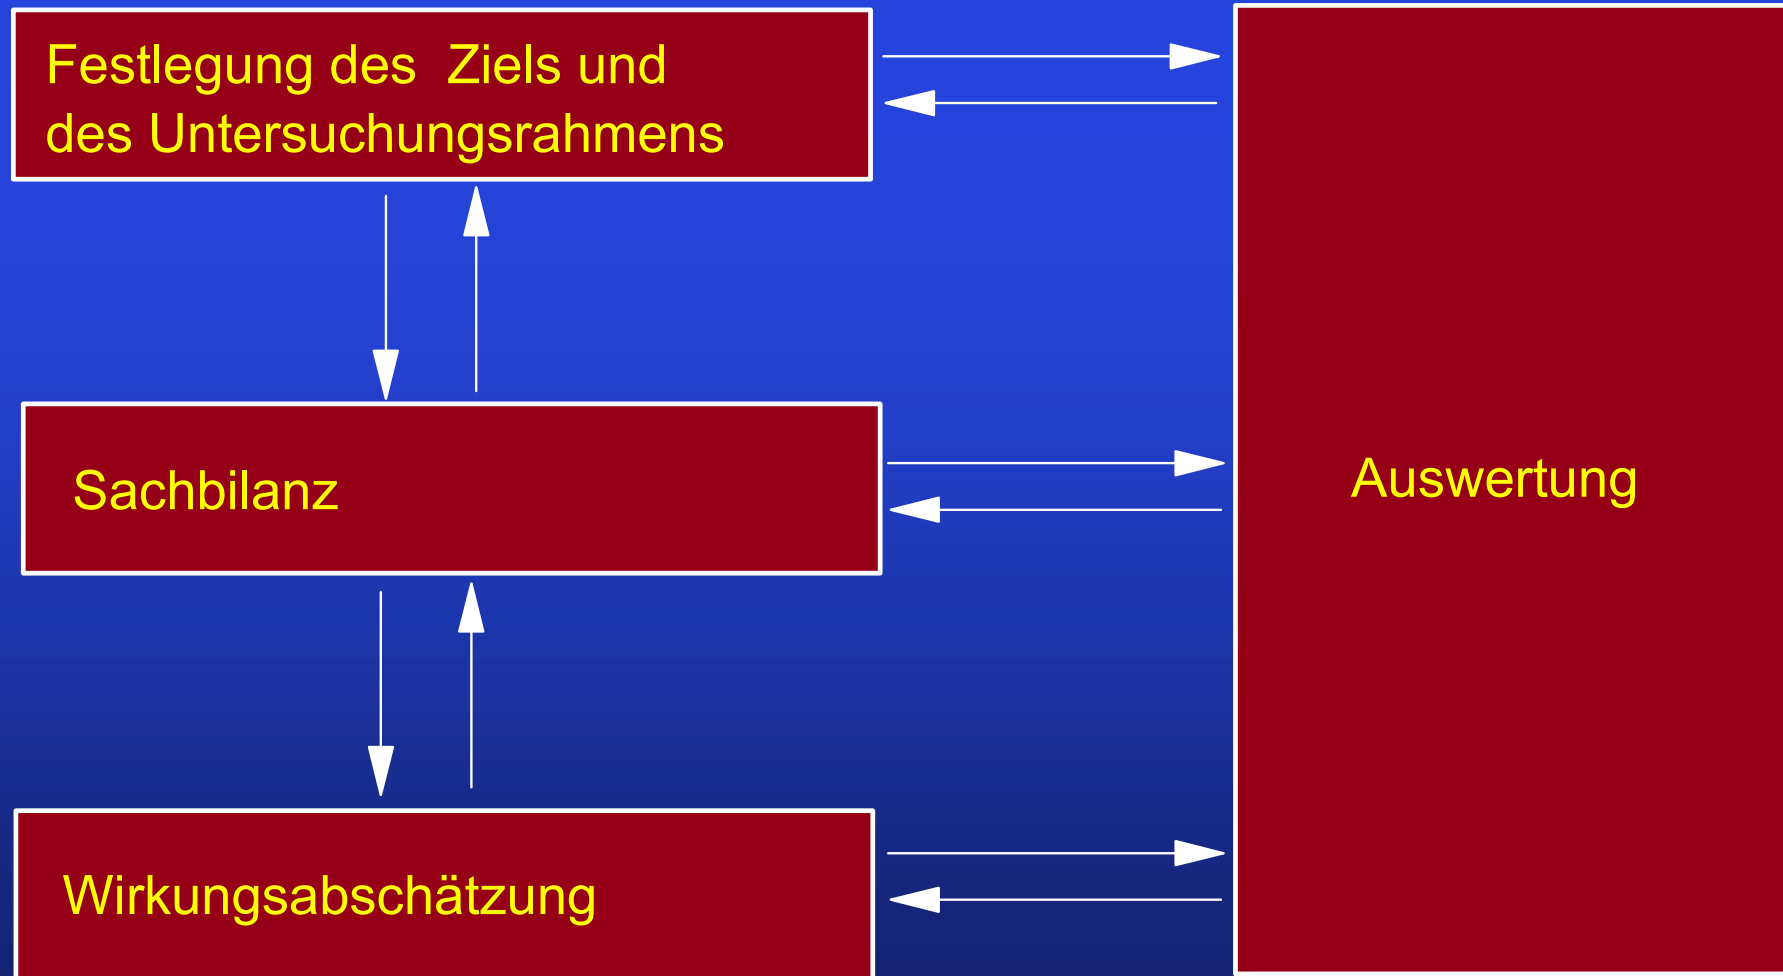 Festlegung des  Ziels und
des Untersuchungsrahmens
Sachbilanz
Auswertung
Wirkungsabschätzung